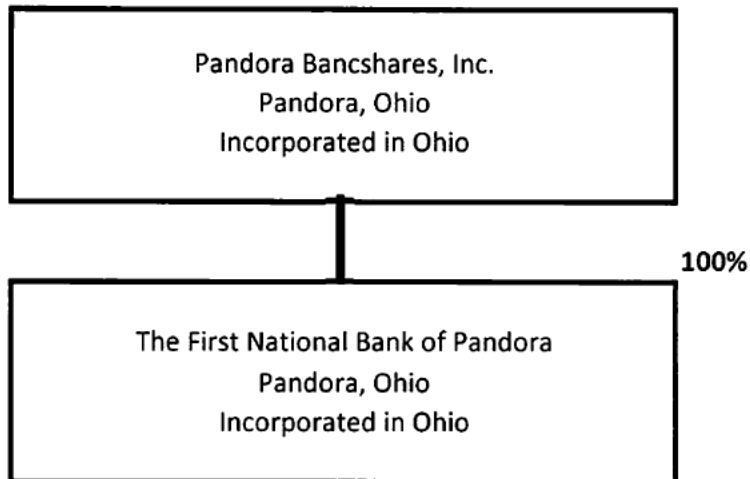 Pandora Bancshares, Inc.
Pandora, Ohio
Incorporated in Ohio
100%
The First National Bank of Pandora
Pandora, Ohio
Incorporated in Ohio